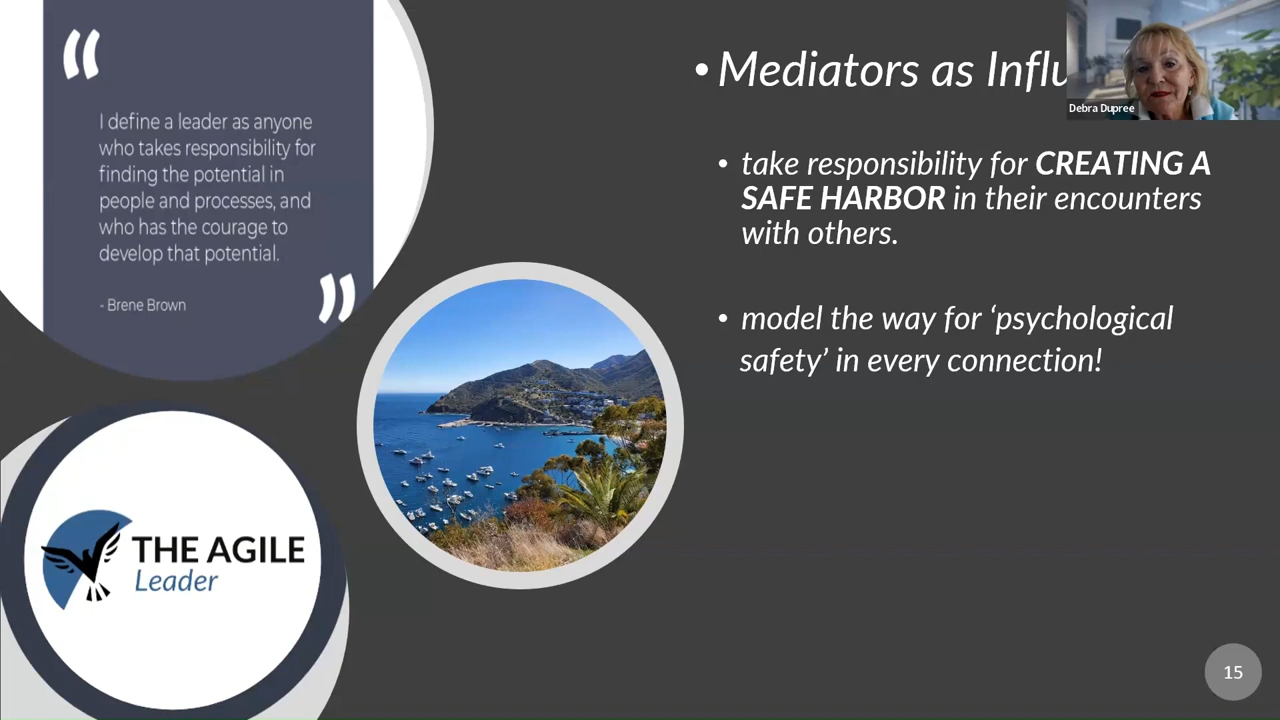 “
I define a leader as anyone
who takes responsibility for
finding the potential in
people and processes, and
who has the courage to
develop that potential.
- Brene Brown
”
THE AGILE
Leader
• Mediators as Influ
Debra Dupree
• take responsibility for CREATING A
SAFE HARBOR in their encounters
with others.
• model the way for ‘psychological
safety’ in every connection!
15